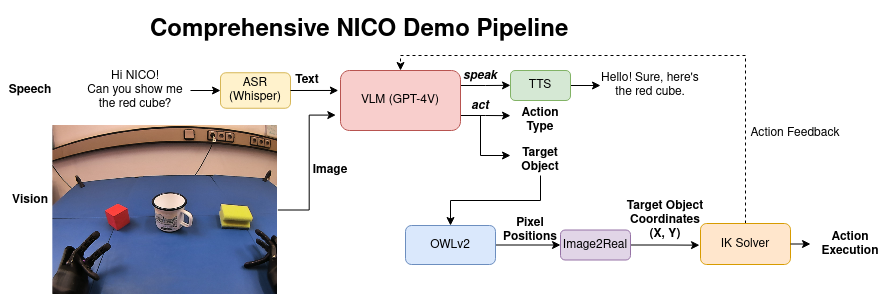 Comprehensive NICO Demo Pipeline
Speech
Hi NICO!
Can you show me
the red cube?
ASR
(Whisper)
Text
VLM (GPT-4V)
speak
TTS
Hello! Sure, here's
the red cube.
act
Action
Type
Target
Object
Action Feedback
Vision
Image
OWLv2
Pixel
Positions
Image2Real
Target Object
Coordinates
(X, Y)
IK Solver
Action
Execution